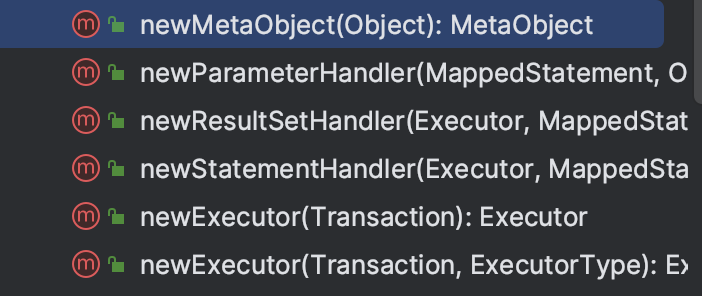 m newMetaObject(Object): MetaObject
m newParameterHandler(MappedStatement, O
m newResultSetHandler(Executor, MappedStat
m newStatementHandler(Executor, MappedSta
m newExecutor(Transaction): Executor
m newExecutor(Transaction, ExecutorType): Ex